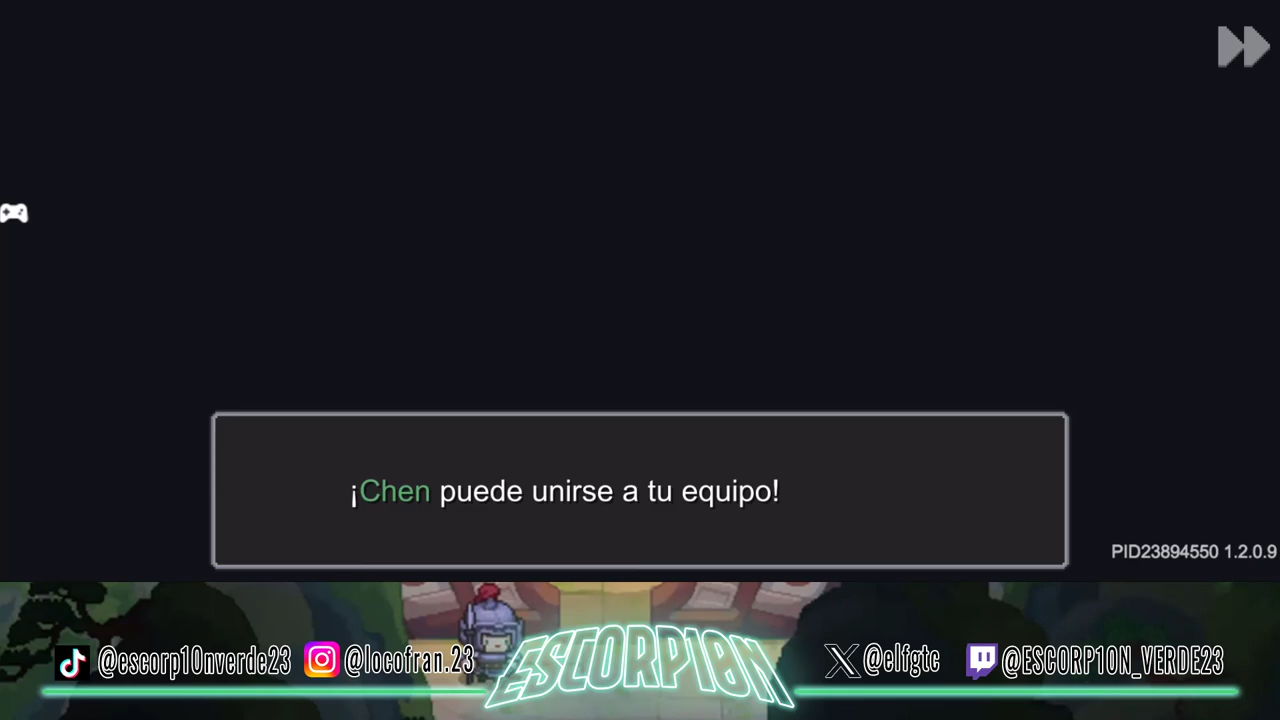 ¡Chen puede unirse a tu equipo!
PID23894550 1.2.0.9
@escorp10nverde23
@locofran.23
ESCORP10N
@elfgtc
@ESCORP10N_VERDE23